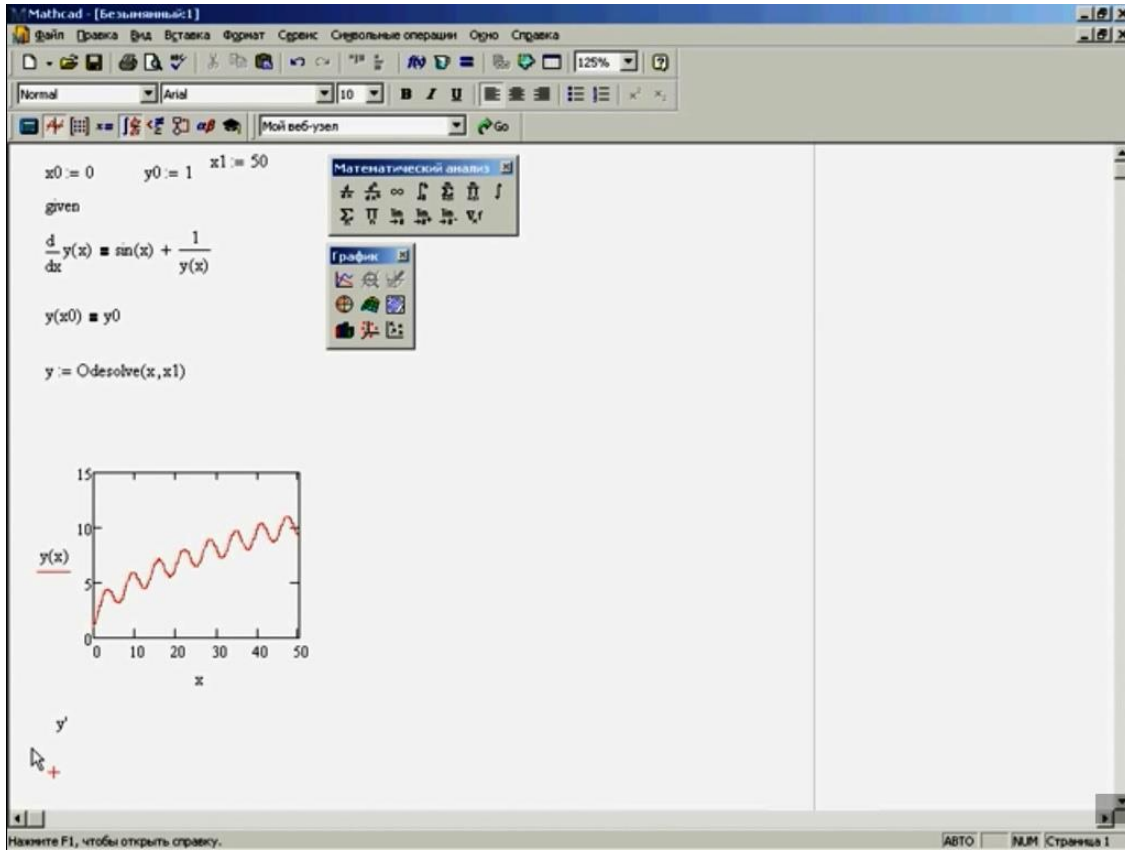 Mathcad - [Безымянный:1]
Файл Правка Вид Вставка Формат Сервис Символьные операции Окно Справка
125%
Normal Arial 10 B I U
Мой веб-узел Go
x0 := 0 y0 := 1 x1 := 50
given
d/dx y(x) = sin(x) + 1/y(x)
y(x0) = y0
y := Odesolve(x,x1)
Математический анализ
График
15
10
y(x)
5
0
0 10 20 30 40 50
x
y'
Нажмите F1, чтобы открыть справку. АВТО NUM Страница 1